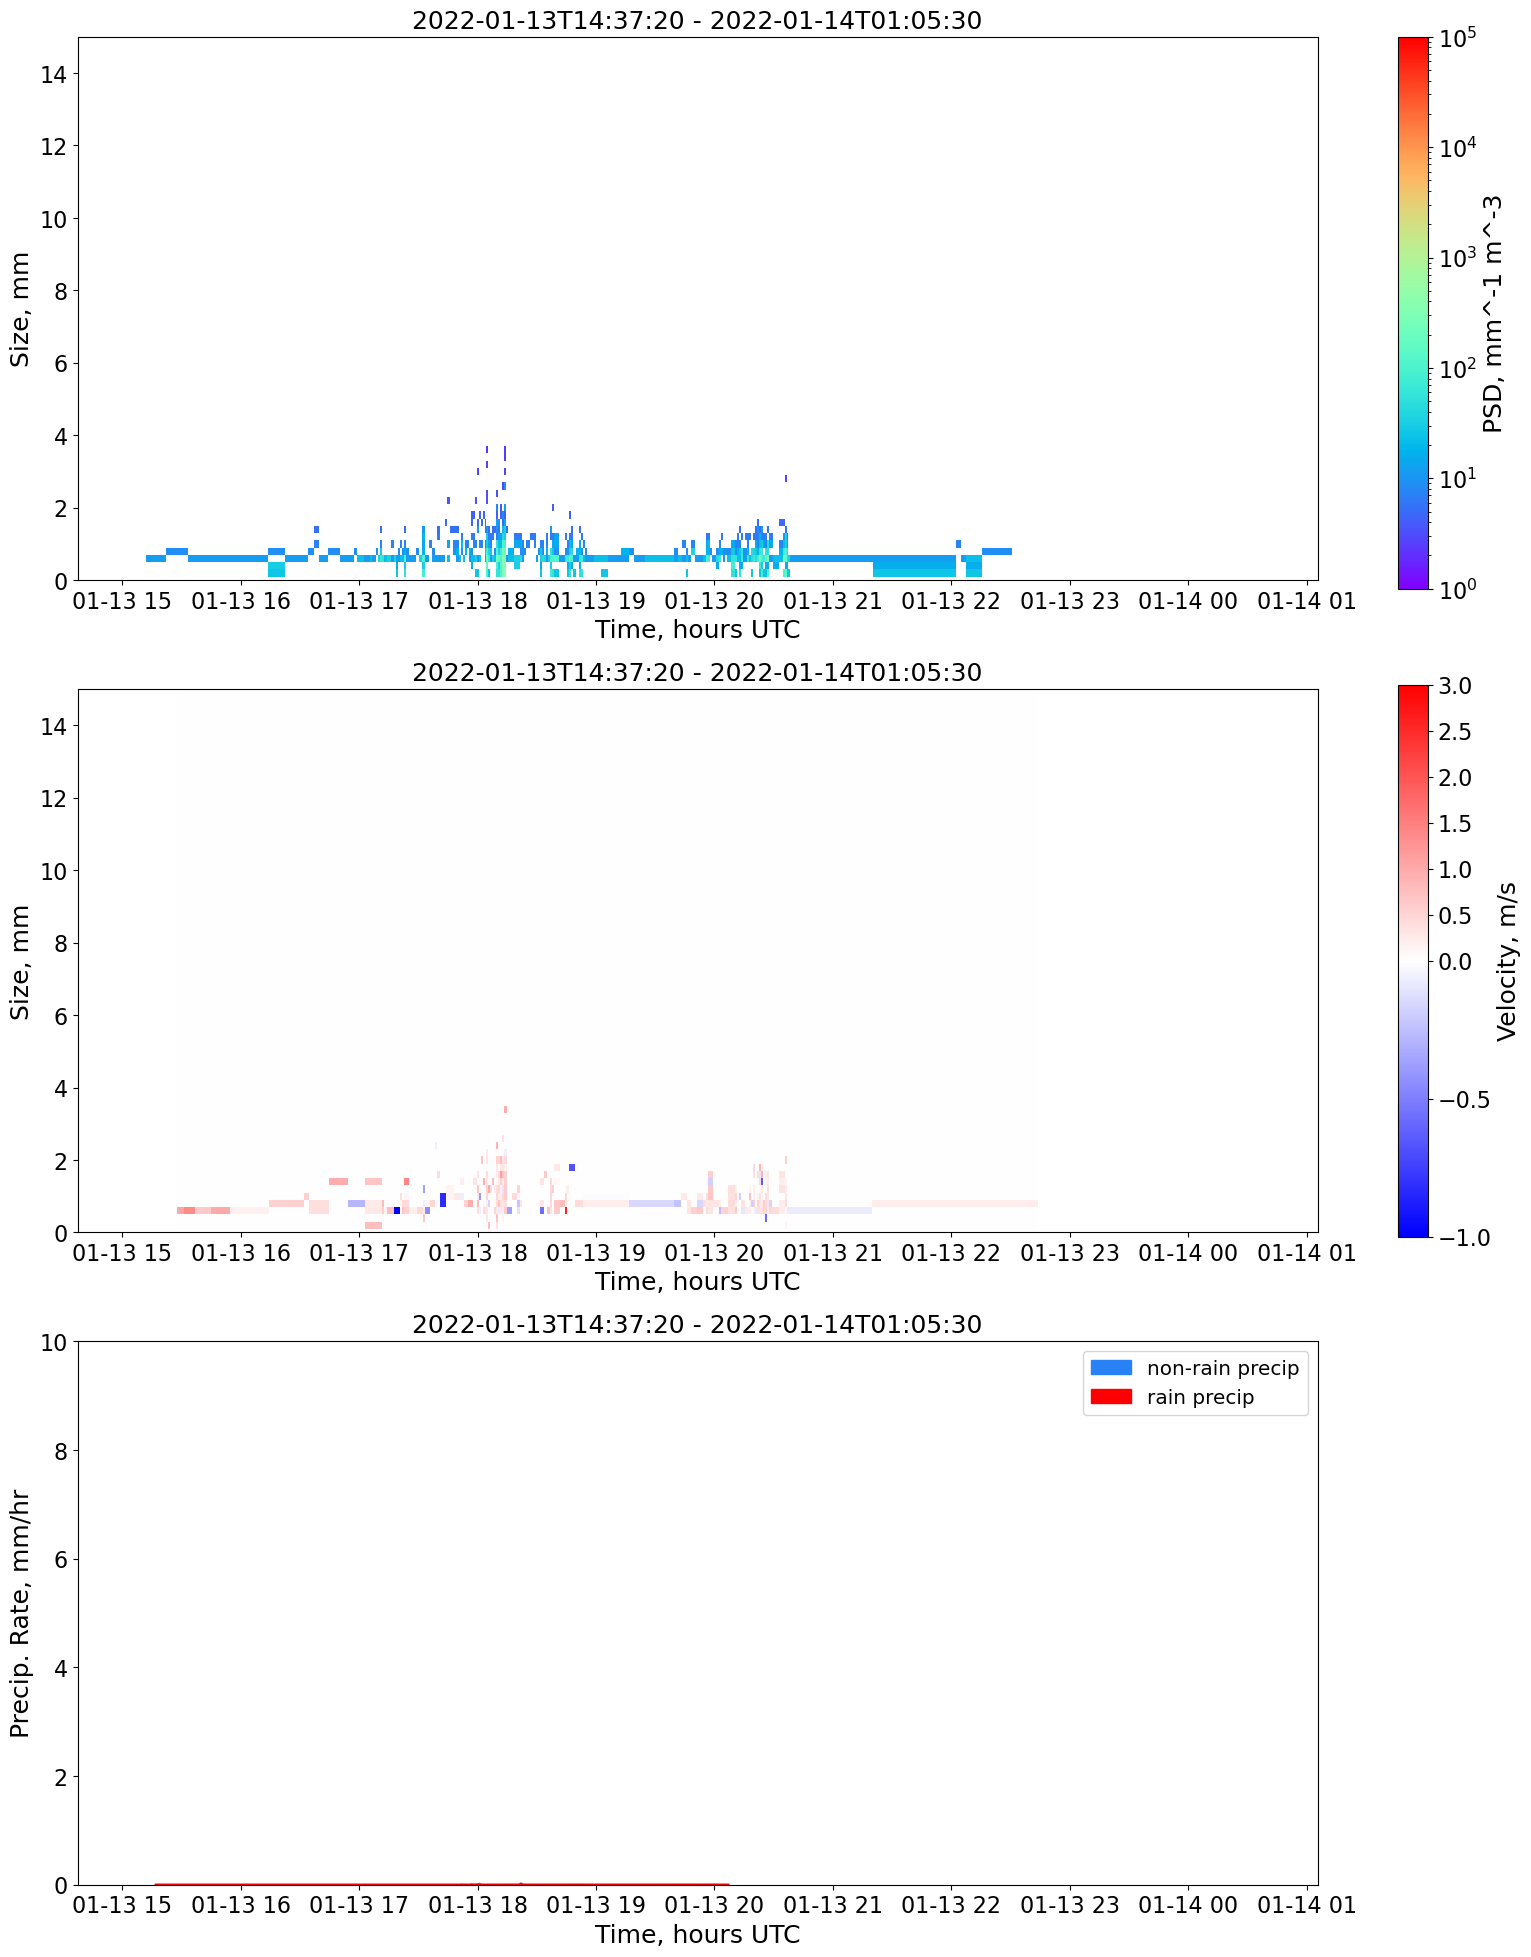 2022-01-13T14:37:20 - 2022-01-14T01:05:30
14
12
10
8
6
4
2
0
Size, mm
01-13 15 01-13 16 01-13 17 01-13 18 01-13 19 01-13 20 01-13 21 01-13 22 01-13 23 01-14 00 01-14 01
Time, hours UTC
10^5
10^4
10^3
10^2
10^1
10^0
PSD, mm^-1 m^-3
2022-01-13T14:37:20 - 2022-01-14T01:05:30
14
12
10
8
6
4
2
0
Size, mm
01-13 15 01-13 16 01-13 17 01-13 18 01-13 19 01-13 20 01-13 21 01-13 22 01-13 23 01-14 00 01-14 01
Time, hours UTC
3.0
2.5
2.0
1.5
1.0
0.5
0.0
−0.5
−1.0
Velocity, m/s
2022-01-13T14:37:20 - 2022-01-14T01:05:30
10
8
6
4
2
0
Precip. Rate, mm/hr
non-rain precip
rain precip
01-13 15 01-13 16 01-13 17 01-13 18 01-13 19 01-13 20 01-13 21 01-13 22 01-13 23 01-14 00 01-14 01
Time, hours UTC